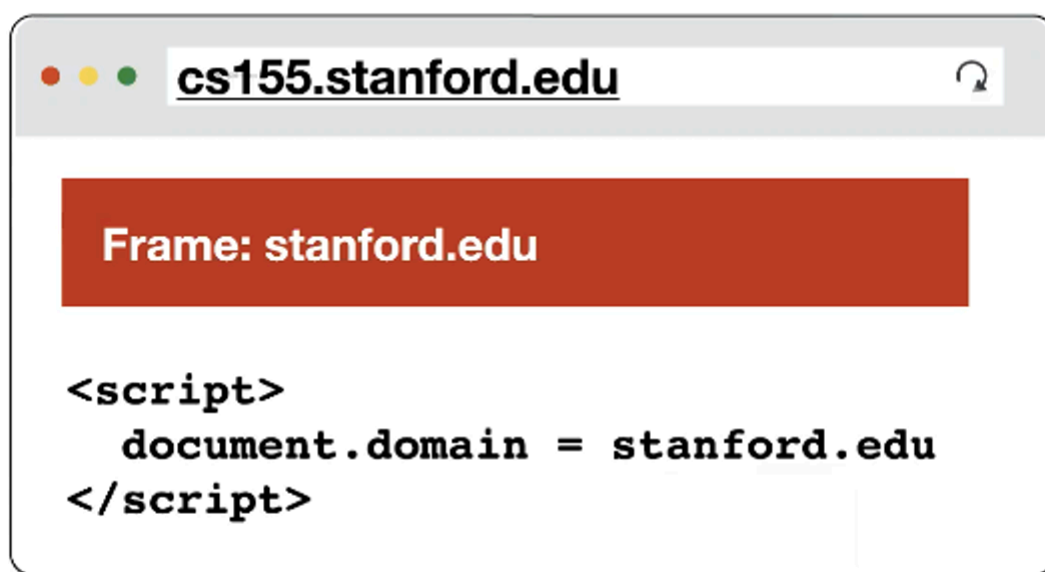 cs155.stanford.edu
Frame: stanford.edu
<script>
document.domain = stanford.edu
</script>